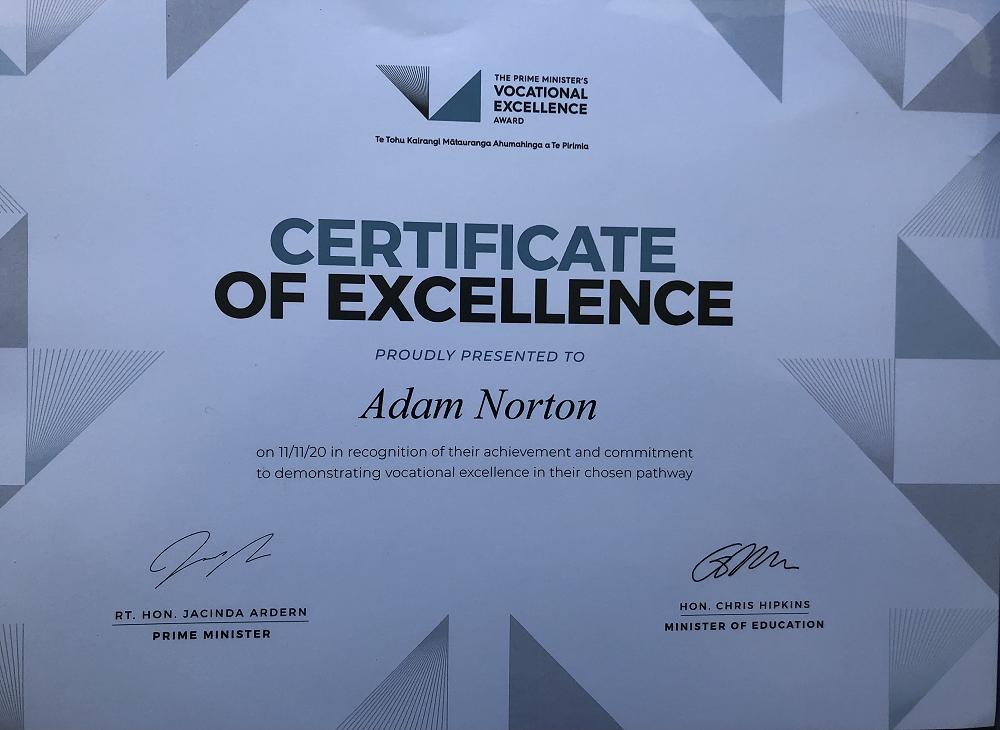 THE PRIME MINISTER'S
VOCATIONAL
EXCELLENCE
AWARD
Te Tohu Kairangi Mātauranga Ahumahinga a Te Pirimia
CERTIFICATE
OF EXCELLENCE
PROUDLY PRESENTED TO
Adam Norton
on 11/11/20 in recognition of their achievement and commitment
to demonstrating vocational excellence in their chosen pathway
RT. HON. JACINDA ARDERN
PRIME MINISTER
HON. CHRIS HIPKINS
MINISTER OF EDUCATION